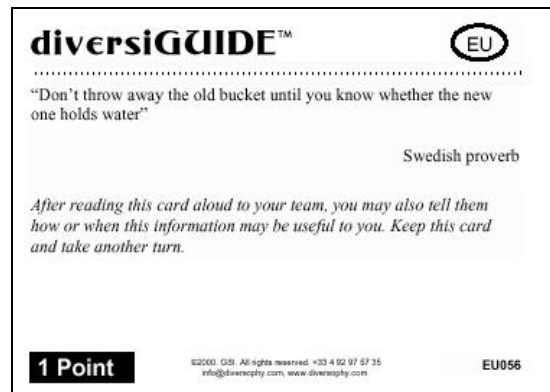 diversiGUIDE™
EU
“Don’t throw away the old bucket until you know whether the new
one holds water”
Swedish proverb
After reading this card aloud to your team, you may also tell them
how or when this information may be useful to you. Keep this card
and take another turn.
1 Point
©2000. GSI. All rights reserved. +33 4 92 97 57 35
info@diversophy.com, www.diversophy.com
EU056